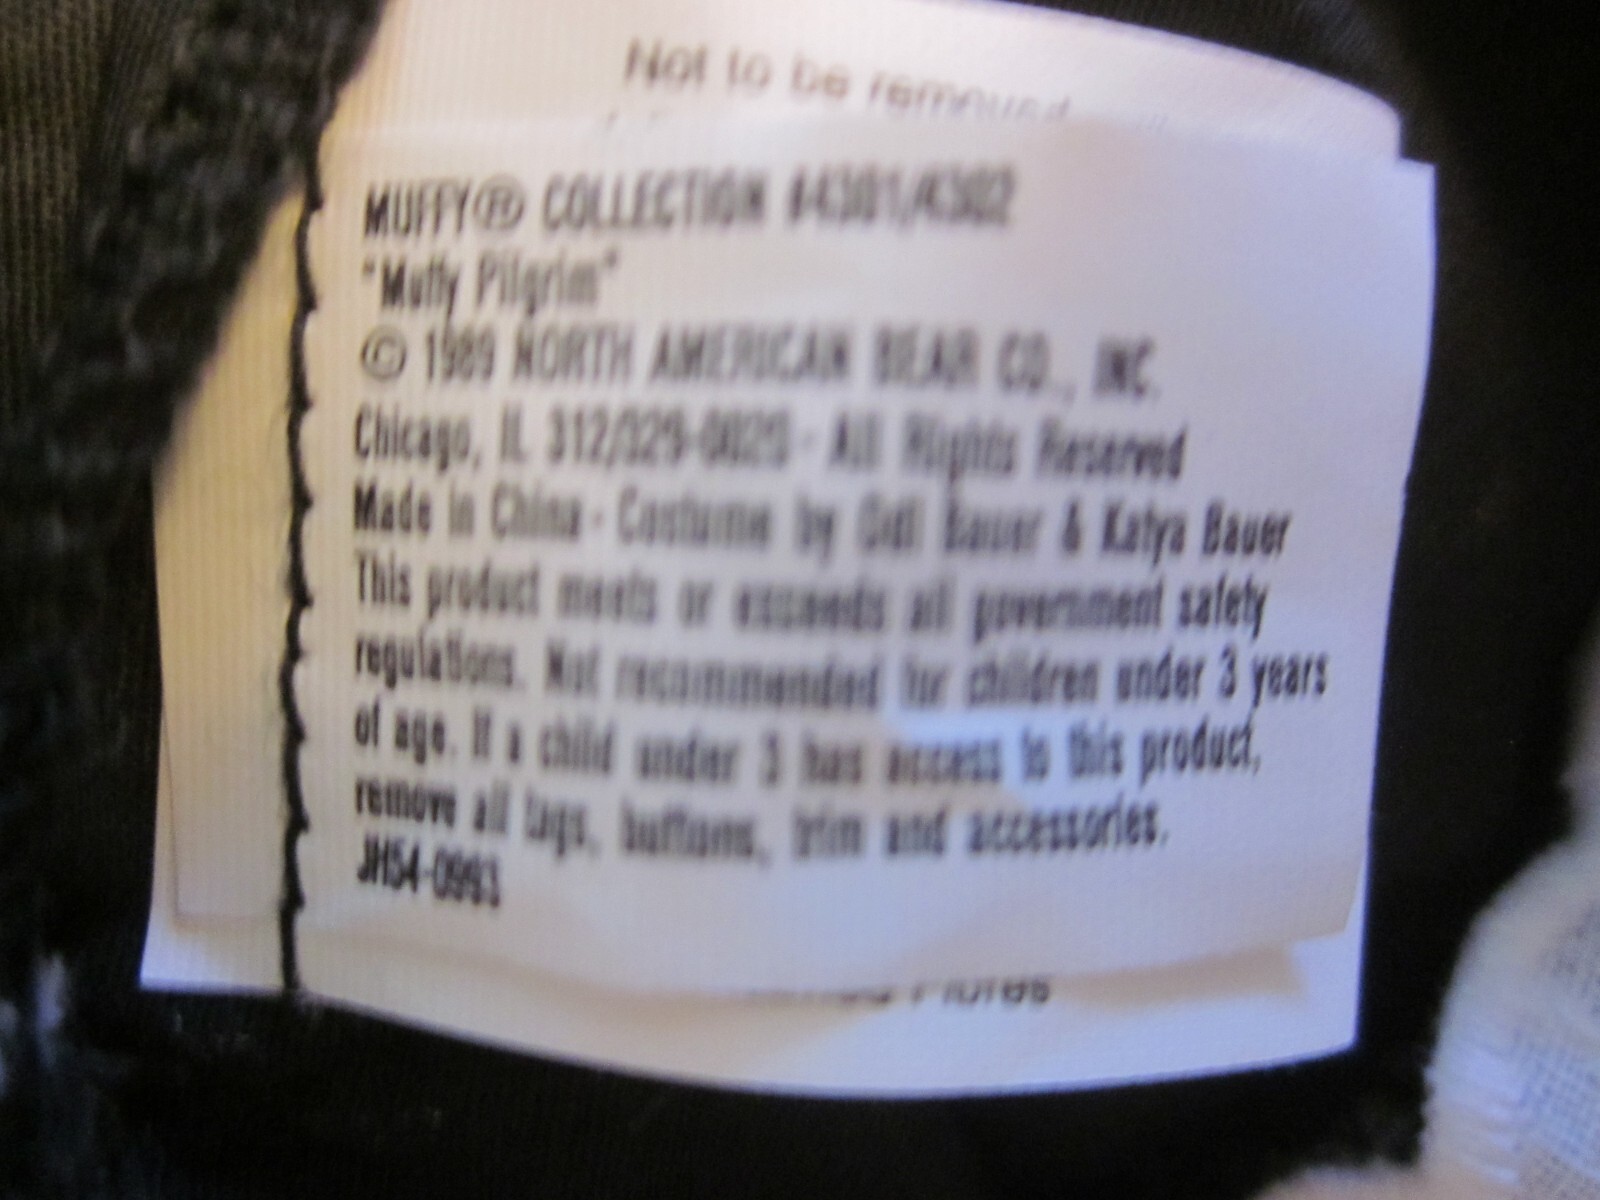 Not to be removed
MUFFY® COLLECTION #4301/4302
"Muffy Pilgrim"
© 1989 NORTH AMERICAN BEAR CO., INC.
Chicago, IL 312/329-0020 · All Rights Reserved
Made in China · Costume by Odl Bauer & Katya Bauer
This product meets or exceeds all government safety
regulations. Not recommended for children under 3 years
of age. If a child under 3 has access to this product,
remove all tags, buttons, trim and accessories.
JH54-0993